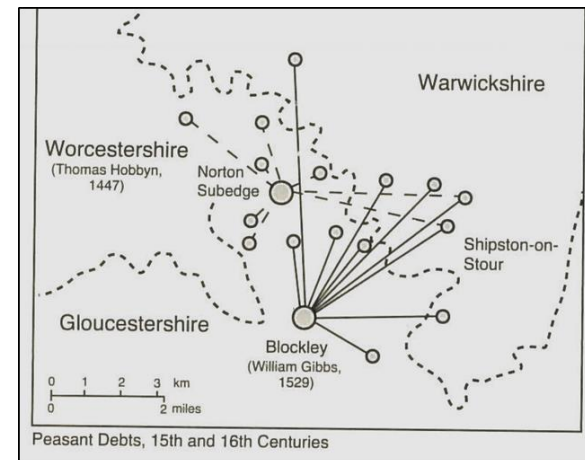 Warwickshire
Worcestershire
(Thomas Hobbyn,
1447)
Norton
Subedge
Shipston-on-
Stour
Gloucestershire
Blockley
(William Gibbs,
1529)
0 1 2 3 km
0 2 miles
Peasant Debts, 15th and 16th Centuries